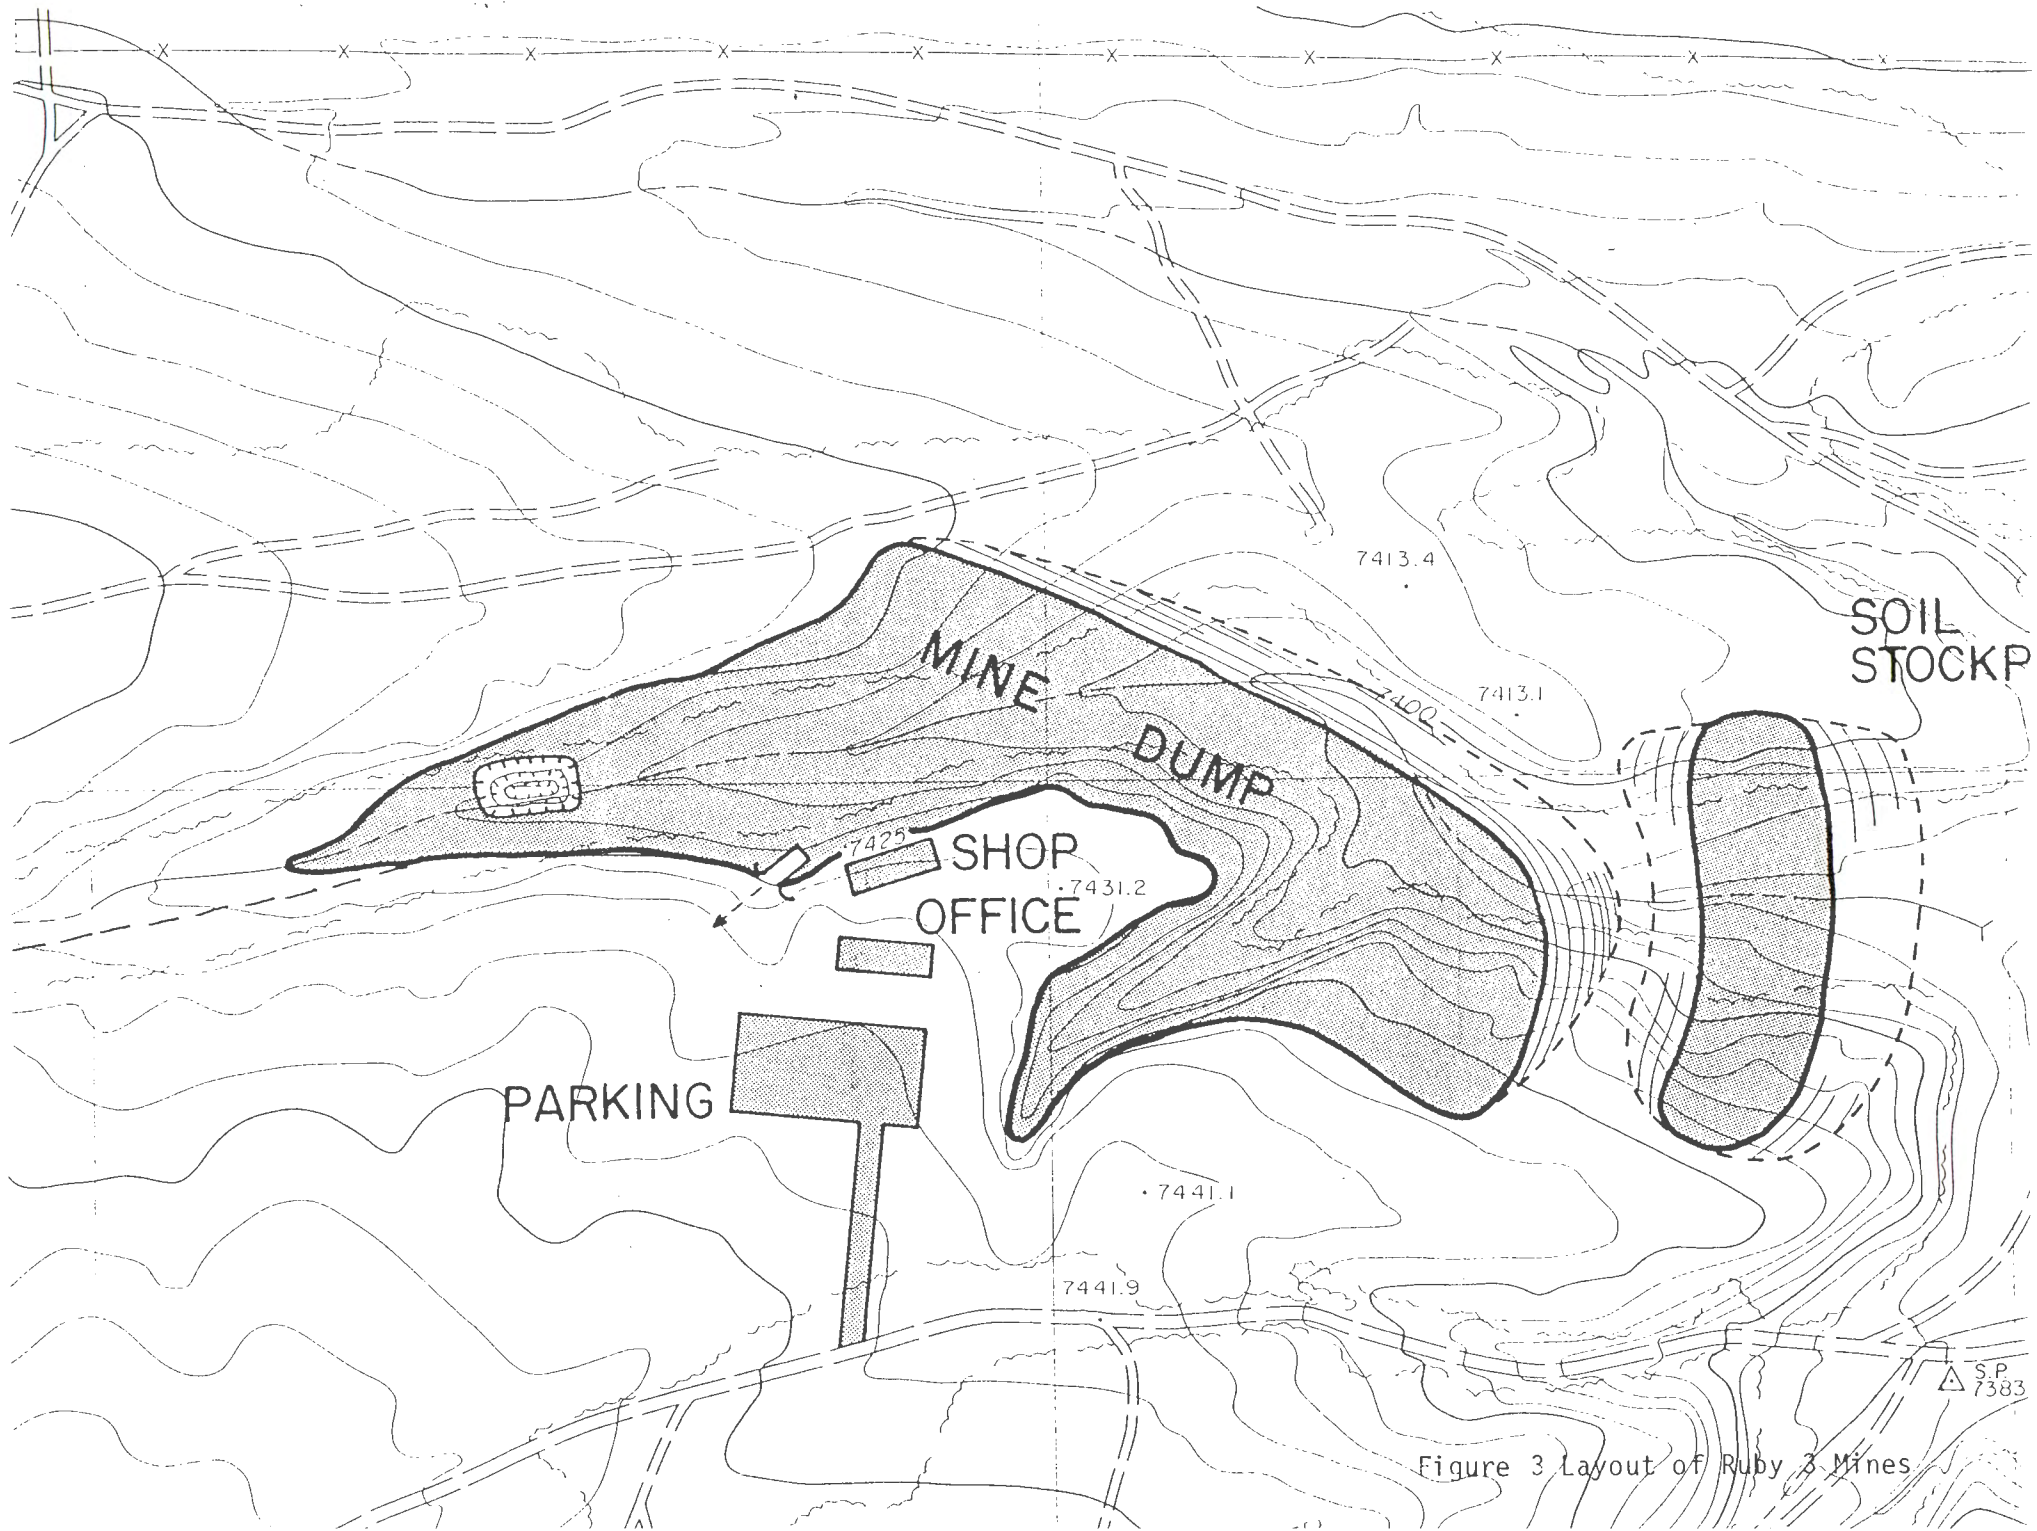 7413.4
SOIL
STOCKP
MINE
7400
7413.1
DUMP
7425
SHOP
7431.2
OFFICE
PARKING
7441.1
7441.9
S.P.
7383
Figure 3 Layout of Ruby 3 Mines